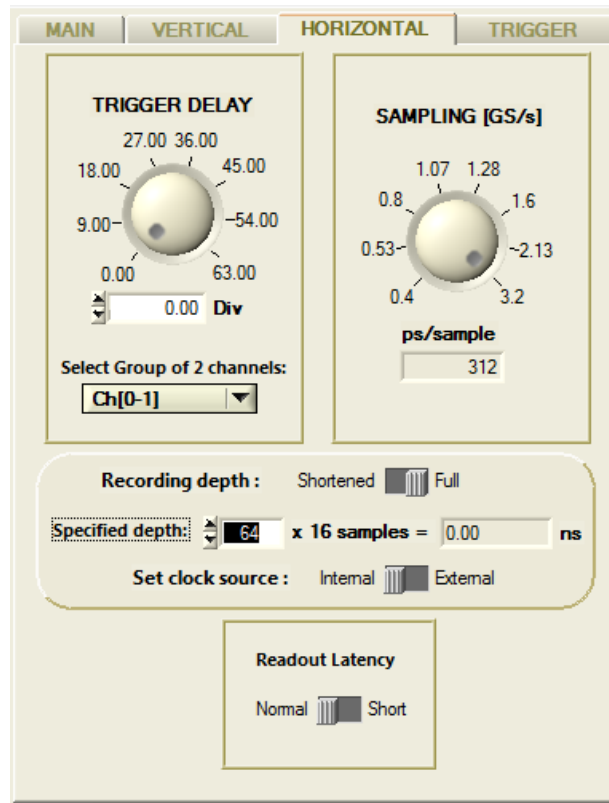 MAIN VERTICAL HORIZONTAL TRIGGER
TRIGGER DELAY
27.00 36.00
18.00 45.00
9.00 54.00
0.00 63.00
0.00 Div
Select Group of 2 channels:
Ch[0-1]
SAMPLING [GS/s]
1.07 1.28
0.8 1.6
0.53 2.13
0.4 3.2
ps/sample
312
Recording depth : Shortened Full
Specified depth: 64 x 16 samples = 0.00 ns
Set clock source : Internal External
Readout Latency
Normal Short